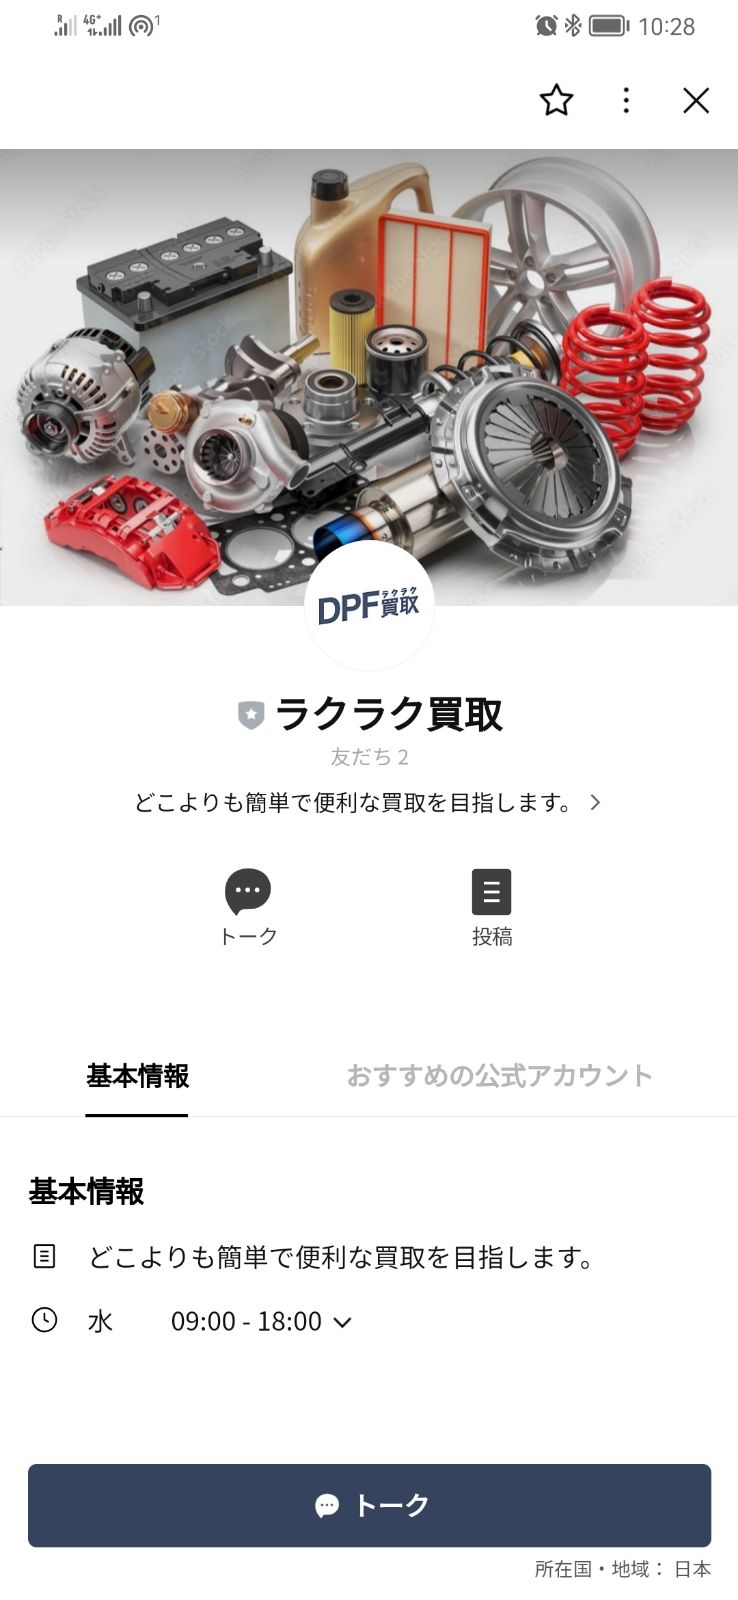 R 4G+ 1 10:28
Adobe Stock
DPFラクラク買取
ラクラク買取
友だち 2
どこよりも簡単で便利な買取を目指します。
トーク 投稿
基本情報 おすすめの公式アカウント
基本情報
どこよりも簡単で便利な買取を目指します。
水 09:00 - 18:00
トーク
所在国・地域： 日本